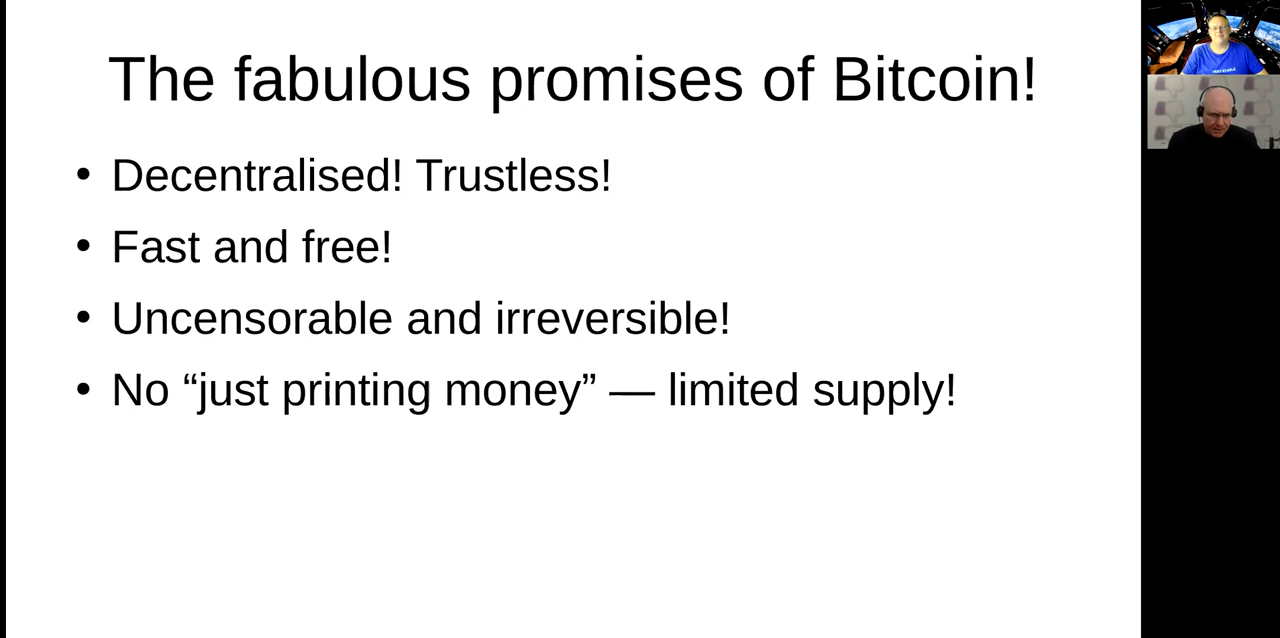 The fabulous promises of Bitcoin!
• Decentralised! Trustless!
• Fast and free!
• Uncensorable and irreversible!
• No “just printing money” — limited supply!